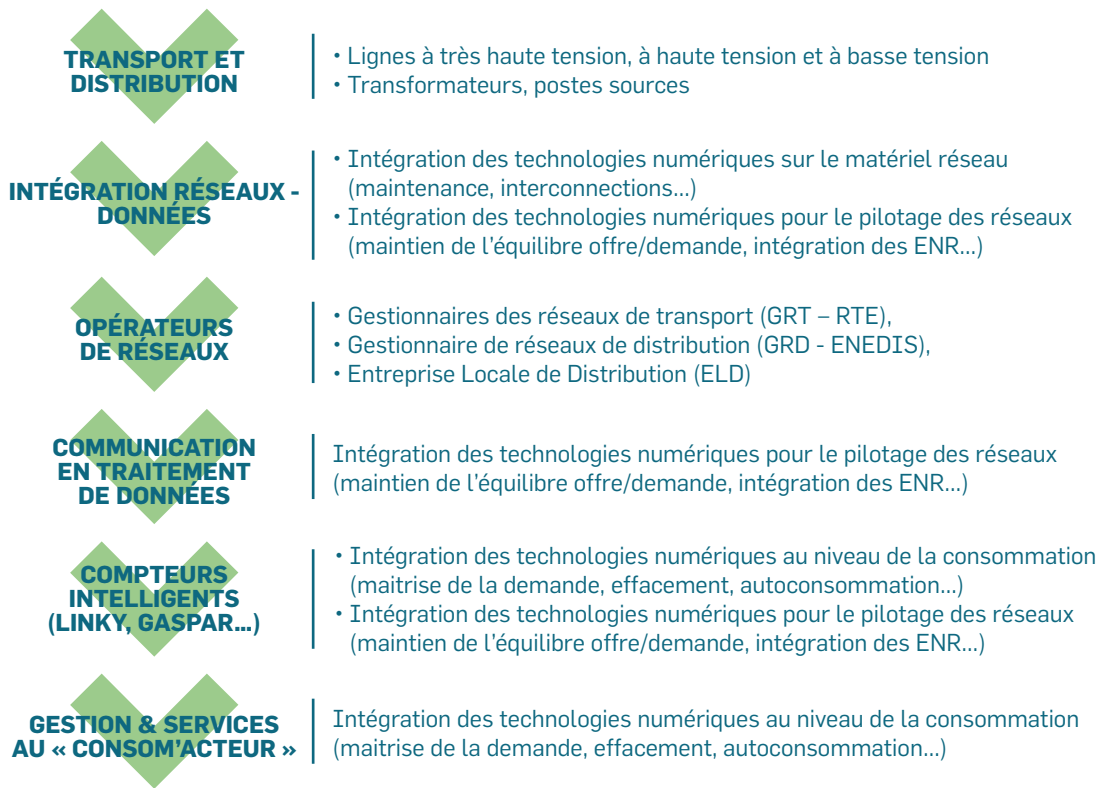 TRANSPORT ET
DISTRIBUTION
• Lignes à très haute tension, à haute tension et à basse tension
• Transformateurs, postes sources
INTÉGRATION RÉSEAUX -
DONNÉES
• Intégration des technologies numériques sur le matériel réseau
(maintenance, interconnections...)
• Intégration des technologies numériques pour le pilotage des réseaux
(maintien de l'équilibre offre/demande, intégration des ENR...)
OPÉRATEURS
DE RÉSEAUX
• Gestionnaires des réseaux de transport (GRT – RTE),
• Gestionnaire de réseaux de distribution (GRD - ENEDIS),
• Entreprise Locale de Distribution (ELD)
COMMUNICATION
EN TRAITEMENT
DE DONNÉES
Intégration des technologies numériques pour le pilotage des réseaux
(maintien de l'équilibre offre/demande, intégration des ENR...)
COMPTEURS
INTELLIGENTS
(LINKY, GASPAR...)
• Intégration des technologies numériques au niveau de la consommation
(maitrise de la demande, effacement, autoconsommation...)
• Intégration des technologies numériques pour le pilotage des réseaux
(maintien de l'équilibre offre/demande, intégration des ENR...)
GESTION & SERVICES
AU « CONSOM'ACTEUR »
Intégration des technologies numériques au niveau de la consommation
(maitrise de la demande, effacement, autoconsommation...)